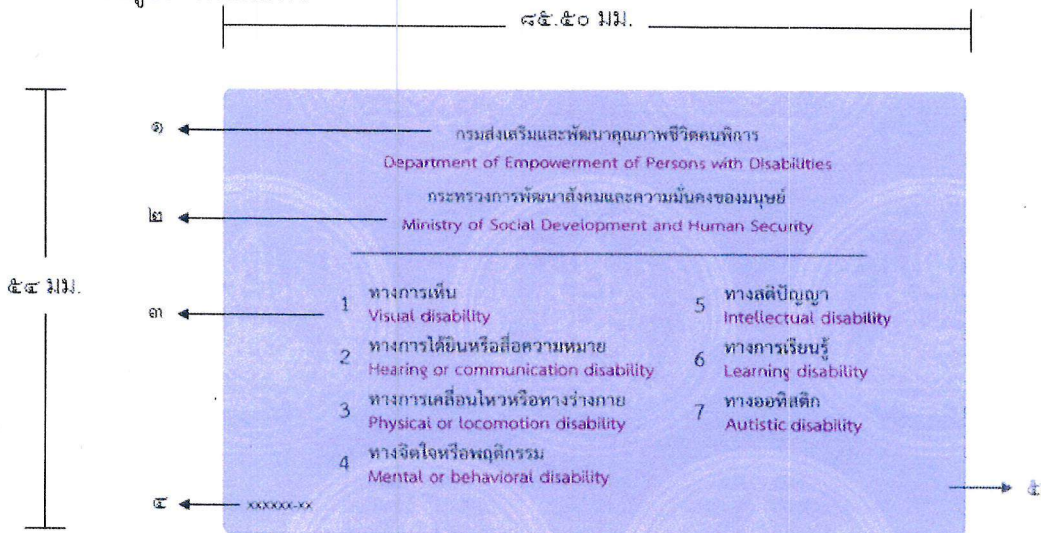 ๘๕.๕๐ มม.
๑
กรมส่งเสริมและพัฒนาคุณภาพชีวิตคนพิการ
Department of Empowerment of Persons with Disabilities
กระทรวงการพัฒนาสังคมและความมั่นคงของมนุษย์
๒
Ministry of Social Development and Human Security
๕๔ มม.
๓
1 ทางการเห็น
Visual disability
2 ทางการได้ยินหรือสื่อความหมาย
Hearing or communication disability
3 ทางการเคลื่อนไหวหรือทางร่างกาย
Physical or locomotion disability
4 ทางจิตใจหรือพฤติกรรม
Mental or behavioral disability
5 ทางสติปัญญา
Intellectual disability
6 ทางการเรียนรู้
Learning disability
7 ทางออทิสติก
Autistic disability
๔ xxxxxx-xx
๕